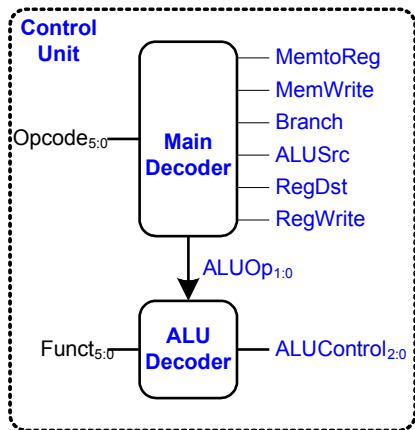 Control
Unit
MemtoReg
MemWrite
Branch
ALUSrc
RegDst
RegWrite
Opcode5:0
Main
Decoder
ALUOp1:0
Funct5:0
ALU
Decoder
ALUControl2:0